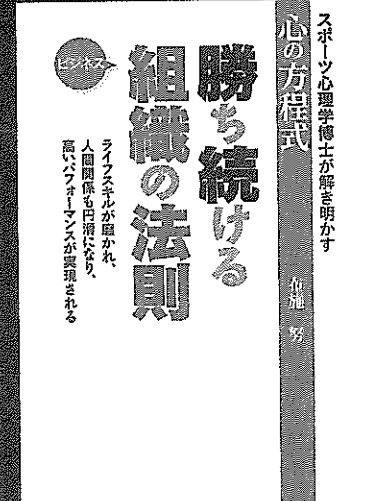 スポーツ心理学博士が解き明かす
心の方程式
布施 努
勝ち続ける
組織の法則
ビジネス
ライフスキルが磨かれ、
人間関係も円滑になり、
高いパフォーマンスが実現される